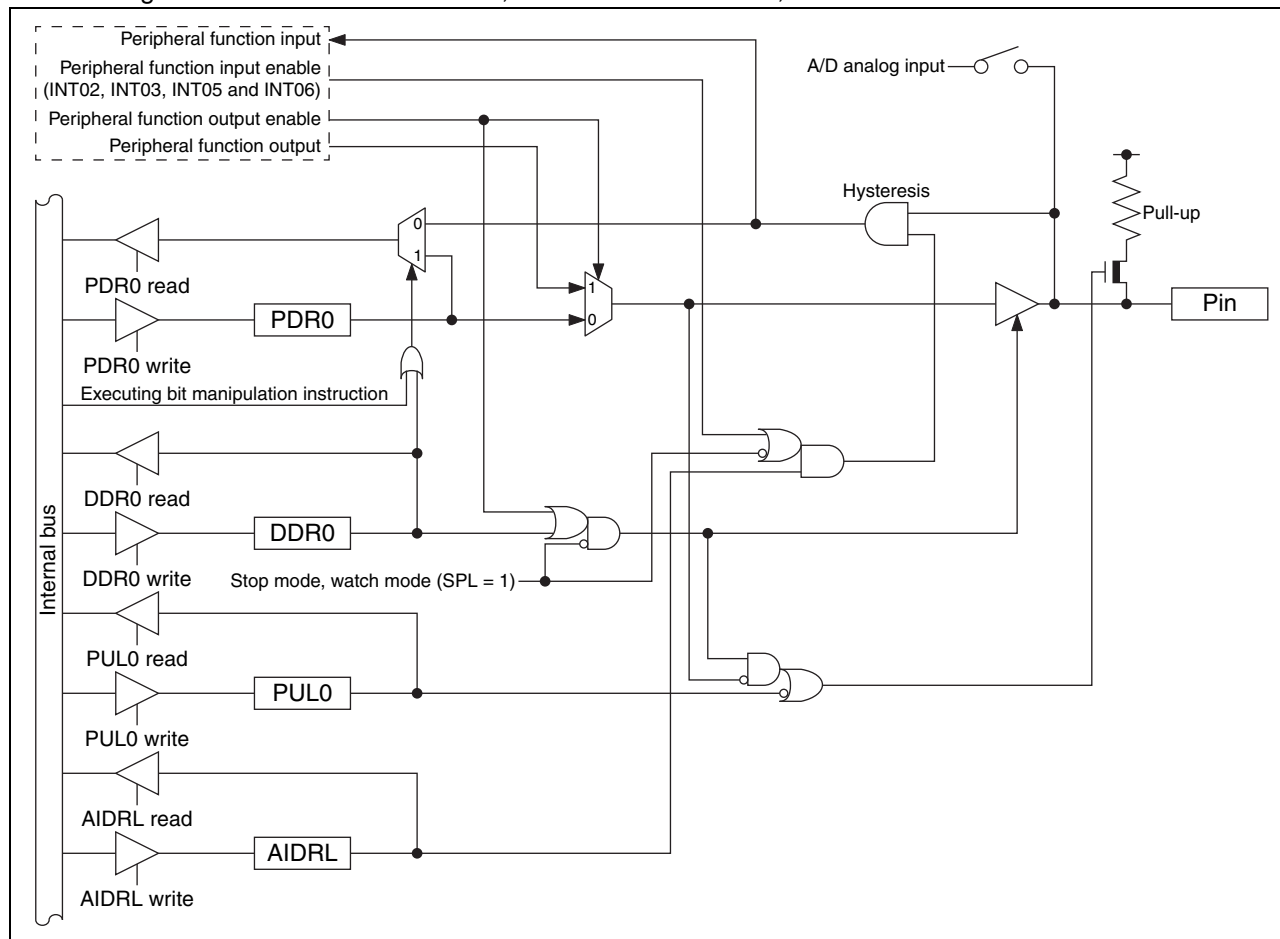 Peripheral function input
Peripheral function input enable
(INT02, INT03, INT05 and INT06)
Peripheral function output enable
Peripheral function output
A/D analog input
Hysteresis
Pull-up
0
1
PDR0 read
1
0
PDR0
Pin
PDR0 write
Executing bit manipulation instruction
DDR0 read
DDR0
DDR0 write
Stop mode, watch mode (SPL = 1)
Internal bus
PUL0 read
PUL0
PUL0 write
AIDRL read
AIDRL
AIDRL write